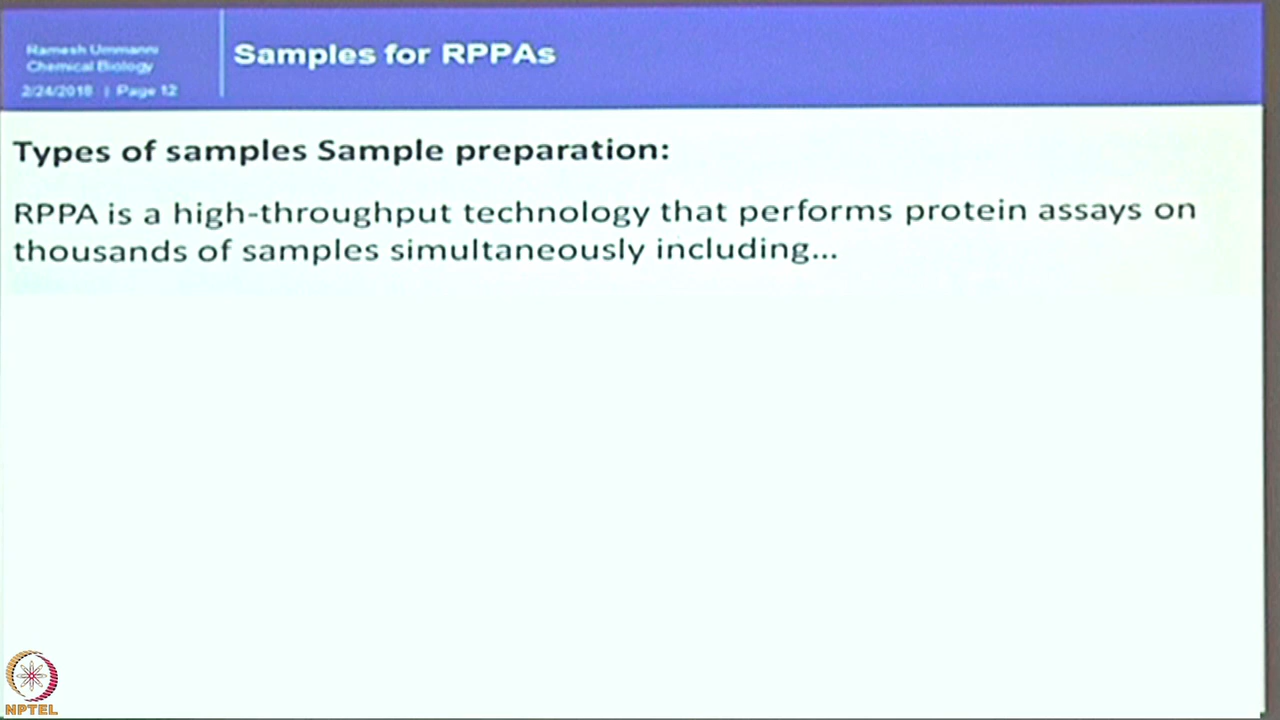 Ramesh Ummanni
Chemical Biology
2/24/2018 | Page 12
Samples for RPPAs
Types of samples Sample preparation:
RPPA is a high-throughput technology that performs protein assays on
thousands of samples simultaneously including...
NPTEL